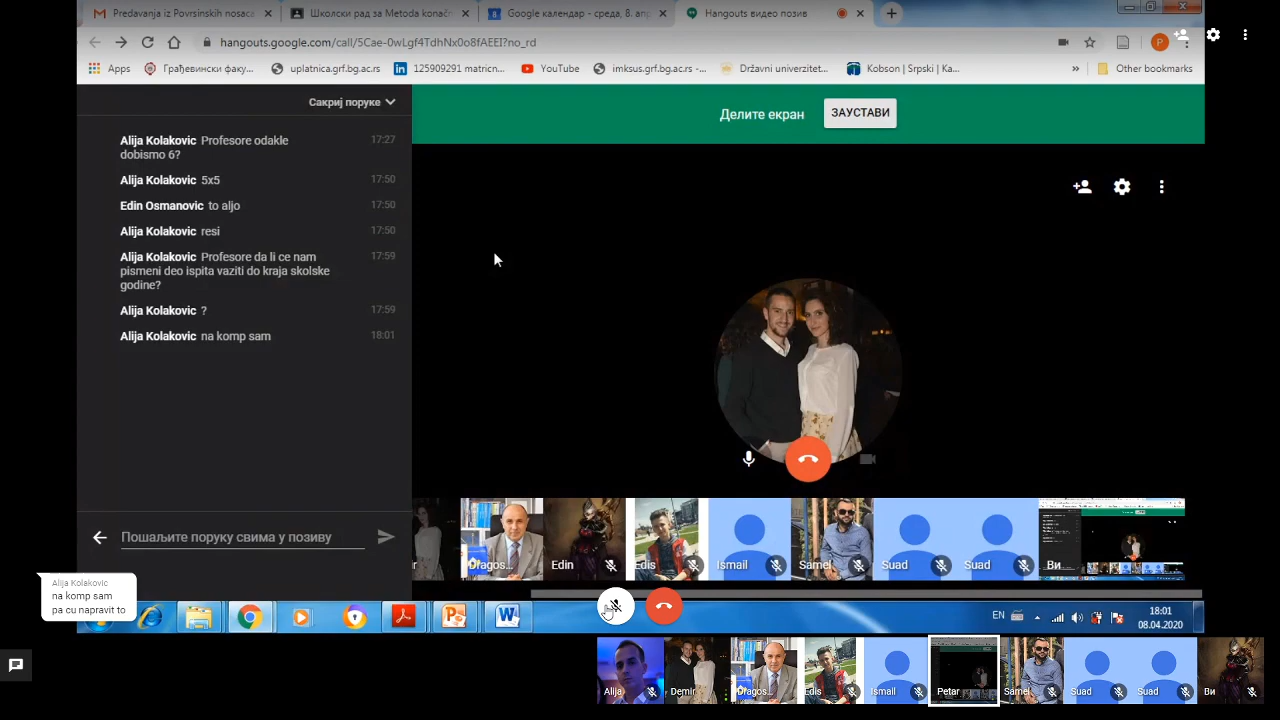 Predavanja iz Povrsinskih nosaca
Школски рад за Метода конач
Google календар - среда, 8. ап
Hangouts видео позив
hangouts.google.com/call/5Cae-0wLgf4TdhNx0o8fAEEI?no_rd
P
Apps
Грађевински факу...
uplatnica.grf.bg.ac.rs
125909291 matricn...
YouTube
imksus.grf.bg.ac.rs -...
Državni univerzitet...
Kobson | Srpski | Ka...
»
Other bookmarks
Сакриј поруке
Делите екран
ЗАУСТАВИ
Alija Kolakovic Profesore odakle 17:27
dobismo 6?
Alija Kolakovic 5x5 17:50
Edin Osmanovic to aljo 17:50
Alija Kolakovic resi 17:50
Alija Kolakovic Profesore da li ce nam 17:59
pismeni deo ispita vaziti do kraja skolske
godine?
Alija Kolakovic ? 17:59
Alija Kolakovic na komp sam 18:01
Пошаљите поруку свима у позиву
r
Dragos...
Edin
Edis
Ismail
Samel
Suad
Suad
Ви
Alija Kolakovic
na komp sam
pa cu napravit to
EN
18:01
08.04.2020
Alija
Demir
Dragos...
Edis
Ismail
Petar
Samel
Suad
Suad
Ви